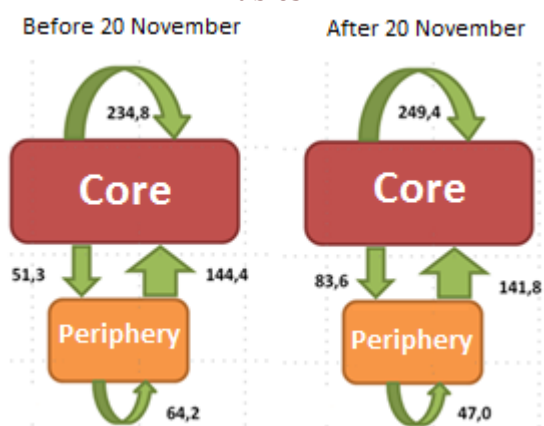 Before 20 November
After 20 November
234,8
249,4
Core
Core
51,3
144,4
83,6
141,8
Periphery
Periphery
64,2
47,0